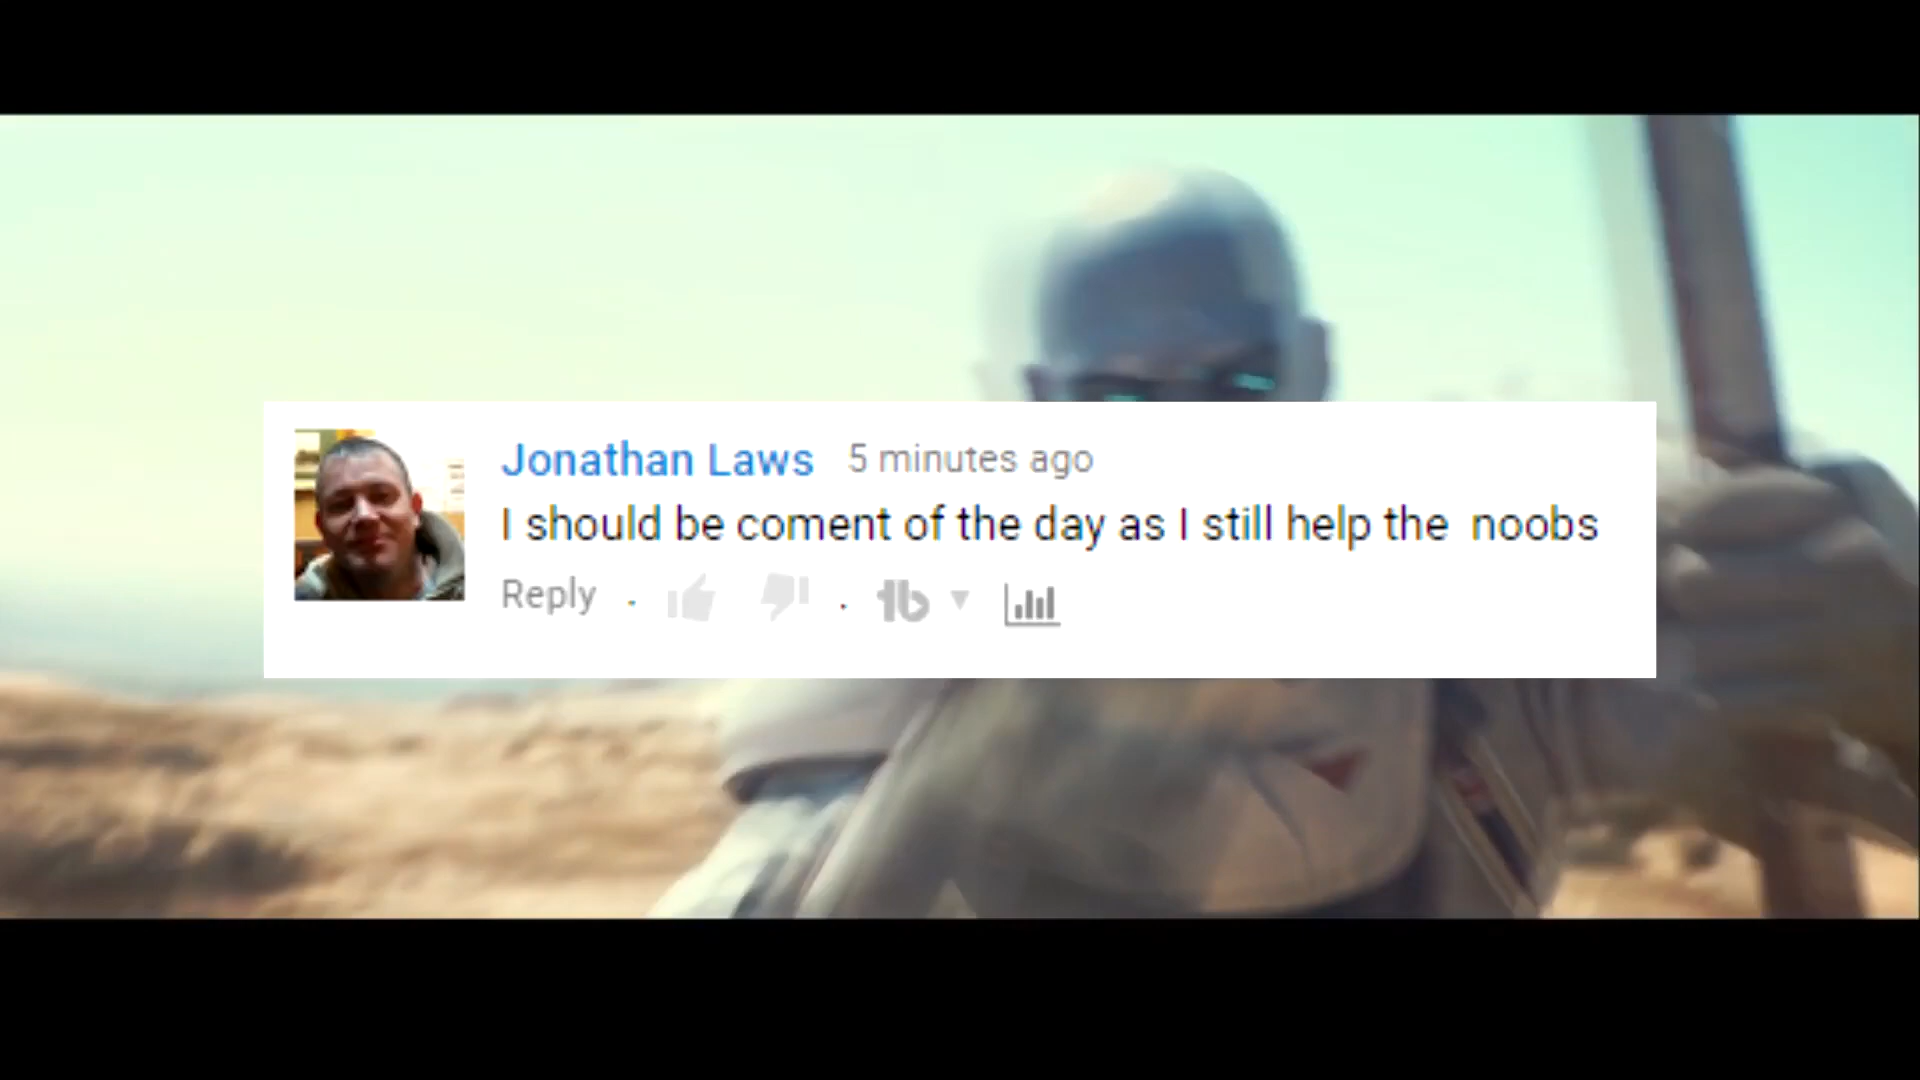 Jonathan Laws 5 minutes ago
I should be coment of the day as I still help the noobs
Reply